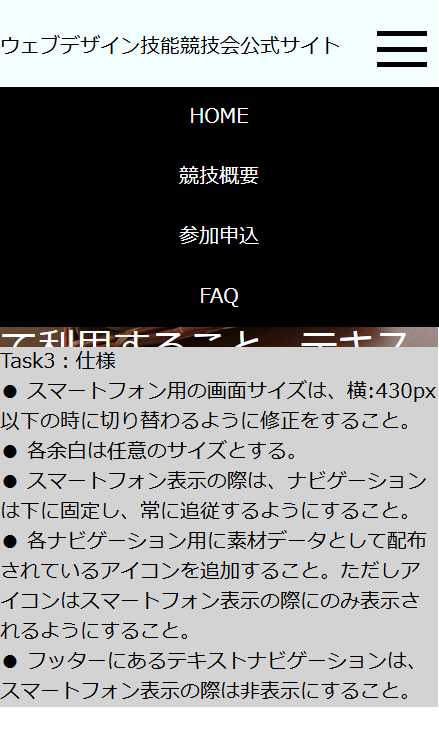 ウェブデザイン技能競技会公式サイト
HOME
競技概要
参加申込
FAQ
て利用すること。テキス
Task3：仕様
● スマートフォン用の画面サイズは、横:430px
以下の時に切り替わるように修正をすること。
● 各余白は任意のサイズとする。
● スマートフォン表示の際は、ナビゲーション
は下に固定し、常に追従するようにすること。
● 各ナビゲーション用に素材データとして配布
されているアイコンを追加すること。ただしア
イコンはスマートフォン表示の際にのみ表示さ
れるようにすること。
● フッターにあるテキストナビゲーションは、
スマートフォン表示の際は非表示にすること。